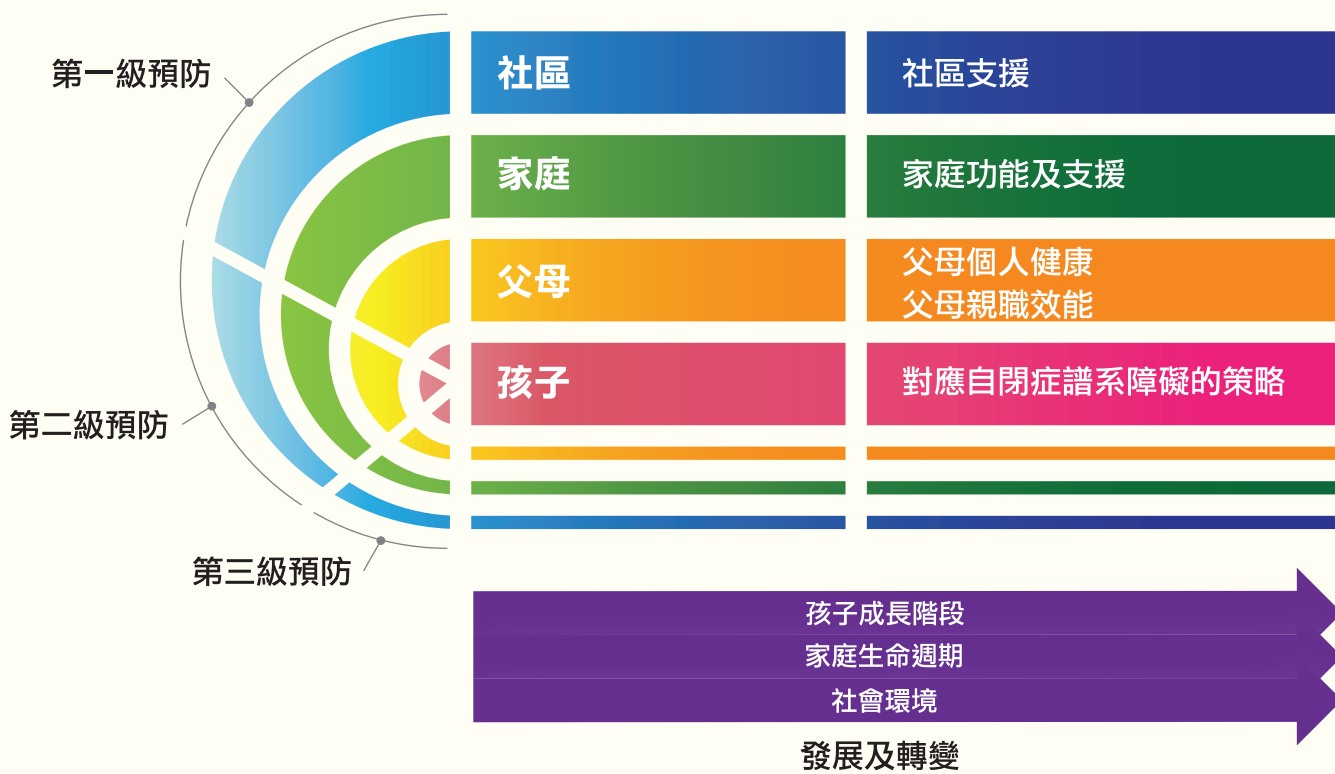 第一級預防
社區
社區支援
家庭
家庭功能及支援
父母
父母個人健康
父母親職效能
孩子
對應自閉症譜系障礙的策略
第二級預防
第三級預防
孩子成長階段
家庭生命週期
社會環境
發展及轉變